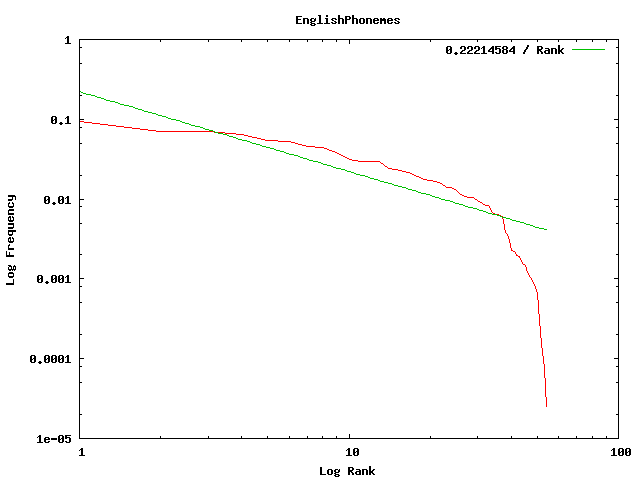 EnglishPhonemes
0.22214584 / Rank
1
0.1
0.01
0.001
0.0001
1e-05
Log Frequency
1 10 100
Log Rank